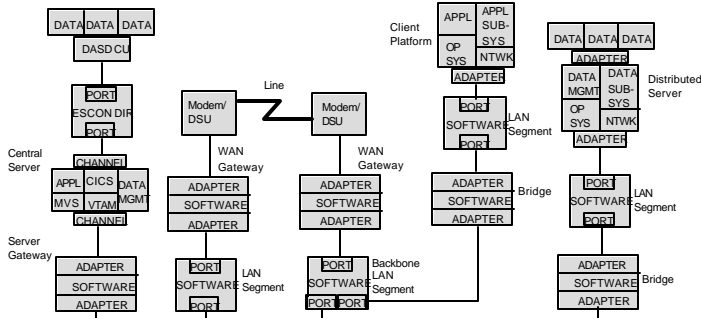 DATA DATA DATA
DASD CU
PORT
ESCON DIR
PORT
Central
Server
CHANNEL
APPL CICS DATA
MGMT
MVS VTAM
CHANNEL
Server
Gateway
ADAPTER
SOFTWARE
ADAPTER
Modem/
DSU
Line
Modem/
DSU
WAN
Gateway
ADAPTER
SOFTWARE
ADAPTER
PORT
SOFTWARE
PORT
LAN
Segment
WAN
Gateway
ADAPTER
SOFTWARE
ADAPTER
PORT
SOFTWARE
PORT PORT
Backbone
LAN
Segment
Client
Platform
APPL APPL
SUB-
SYS
OP
SYS NTWK
ADAPTER
PORT
SOFTWARE
PORT
LAN
Segment
ADAPTER
SOFTWARE
ADAPTER
Bridge
DATA DATA DATA
ADAPTER
DATA
MGMT
DATA
SUB-
SYS
OP
SYS
NTWK
ADAPTER
Distributed
Server
PORT
SOFTWARE
PORT
LAN
Segment
ADAPTER
SOFTWARE
ADAPTER
Bridge